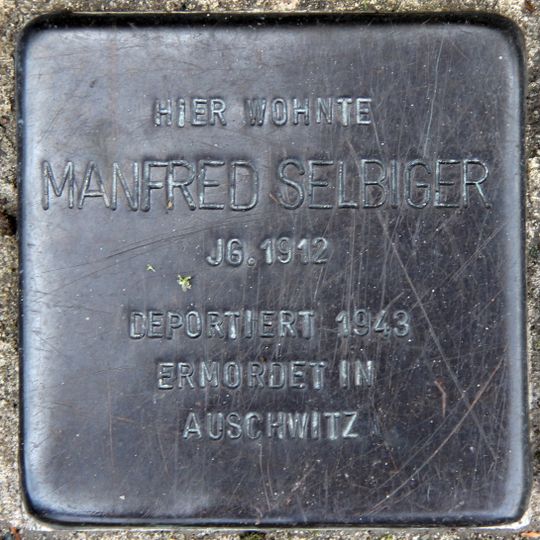 HIER WOHNTE
MANFRED SELBIGER
JG. 1912
DEPORTIERT 1943
ERMORDET IN
AUSCHWITZ